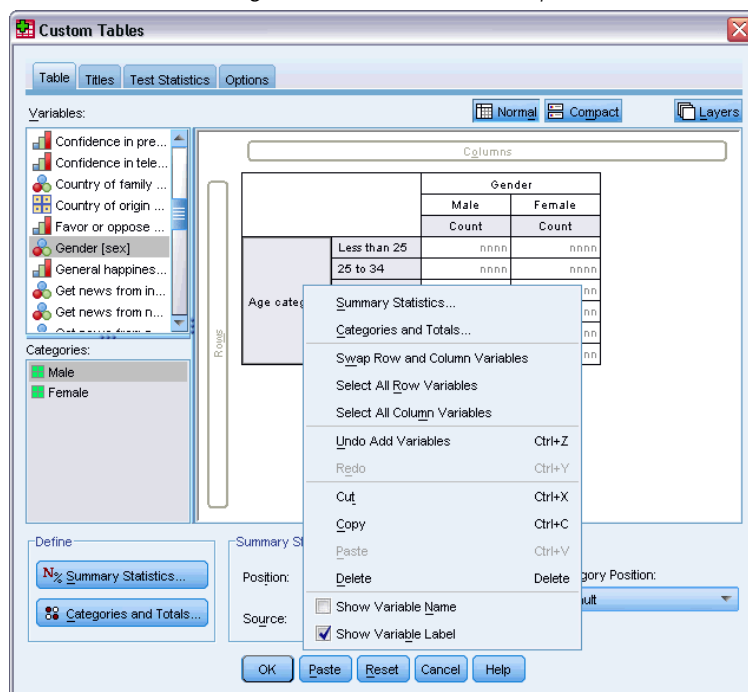 Custom Tables
Table Titles Test Statistics Options
Variables:
Normal Compact Layers
Confidence in pre...
Confidence in tele...
Country of family ...
Country of origin ...
Favor or oppose ...
Gender [sex]
General happines...
Get news from in...
Get news from n...
Categories:
Male
Female
Columns
Rows
Gender
Male Female
Count Count
Less than 25 nnnn nnnn
25 to 34 nnnn nnnn
Age categ
nn
nn
nn
nn
Summary Statistics...
Categories and Totals...
Swap Row and Column Variables
Select All Row Variables
Select All Column Variables
Undo Add Variables Ctrl+Z
Redo Ctrl+Y
Cut Ctrl+X
Copy Ctrl+C
Paste Ctrl+V
Delete Delete
Show Variable Name
Show Variable Label
Define
N% Summary Statistics...
Categories and Totals...
Summary St
Position:
Source:
gory Position:
ult
OK Paste Reset Cancel Help